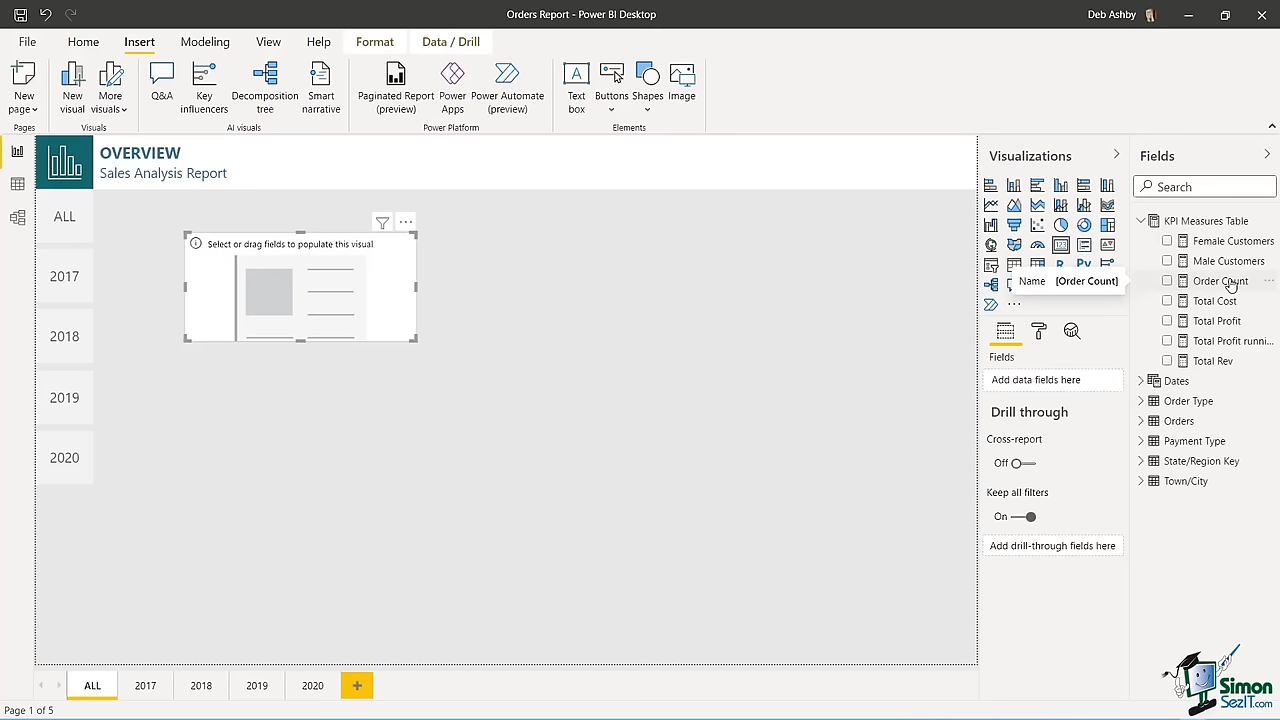 Orders Report - Power BI Desktop
Deb Ashby
File Home Insert Modeling View Help Format Data / Drill
New page
New visual
More visuals
Q&A
Key influencers
Decomposition tree
Smart narrative
Paginated Report (preview)
Power Apps
Power Automate (preview)
Text box
Buttons
Shapes
Image
Pages
Visuals
AI visuals
Power Platform
Elements
OVERVIEW
Sales Analysis Report
ALL
2017
2018
2019
2020
Select or drag fields to populate this visual
Visualizations
R
Py
Name [Order Count]
Fields
Add data fields here
Drill through
Cross-report
Off
Keep all filters
On
Add drill-through fields here
Fields
Search
KPI Measures Table
Female Customers
Male Customers
Order Count
Total Cost
Total Profit
Total Profit runni...
Total Rev
Dates
Order Type
Orders
Payment Type
State/Region Key
Town/City
ALL 2017 2018 2019 2020
Page 1 of 5
Simon
SezIT.com